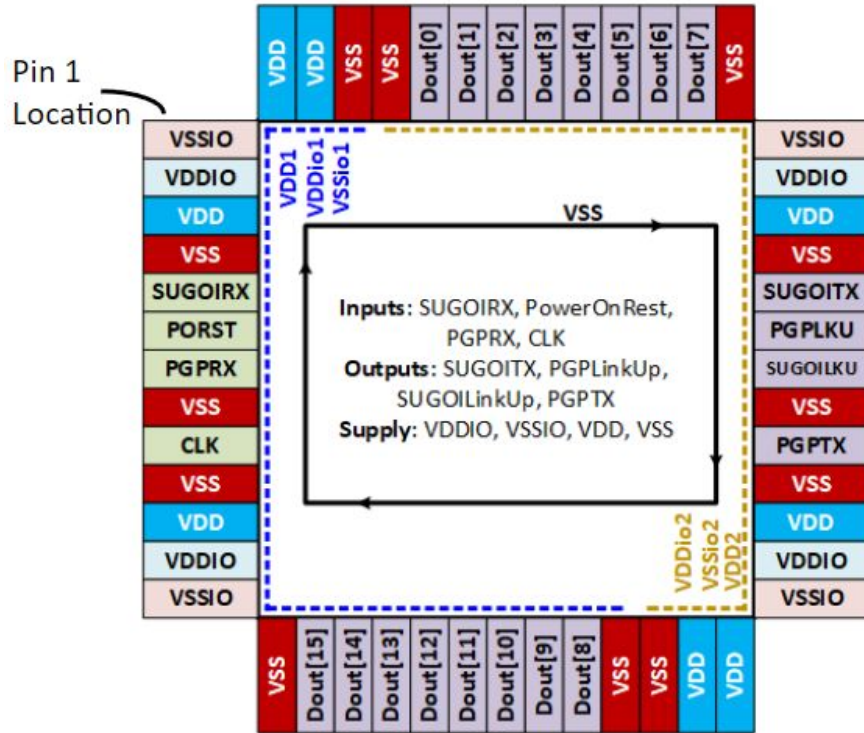 Pin 1
Location
VDD
VDD
VSS
VSS
Dout[0]
Dout[1]
Dout[2]
Dout[3]
Dout[4]
Dout[5]
Dout[6]
Dout[7]
VSS
VSSIO
VDDIO
VDD
VSS
SUGOIRX
PORST
PGPRX
VSS
CLK
VSS
VDD
VDDIO
VSSIO
VDD1
VDDio1
VSSio1
VSS
Inputs: SUGOIRX, PowerOnRest,
PGPRX, CLK
Outputs: SUGOITX, PGPLinkUp,
SUGOILinkUp, PGPTX
Supply: VDDIO, VSSIO, VDD, VSS
VDDio2
VSSio2
VDD2
VSSIO
VDDIO
VDD
VSS
SUGOITX
PGPLKU
SUGOILKU
VSS
PGPTX
VSS
VDD
VDDIO
VSSIO
VSS
Dout[15]
Dout[14]
Dout[13]
Dout[12]
Dout[11]
Dout[10]
Dout[9]
Dout[8]
VSS
VSS
VDD
VDD